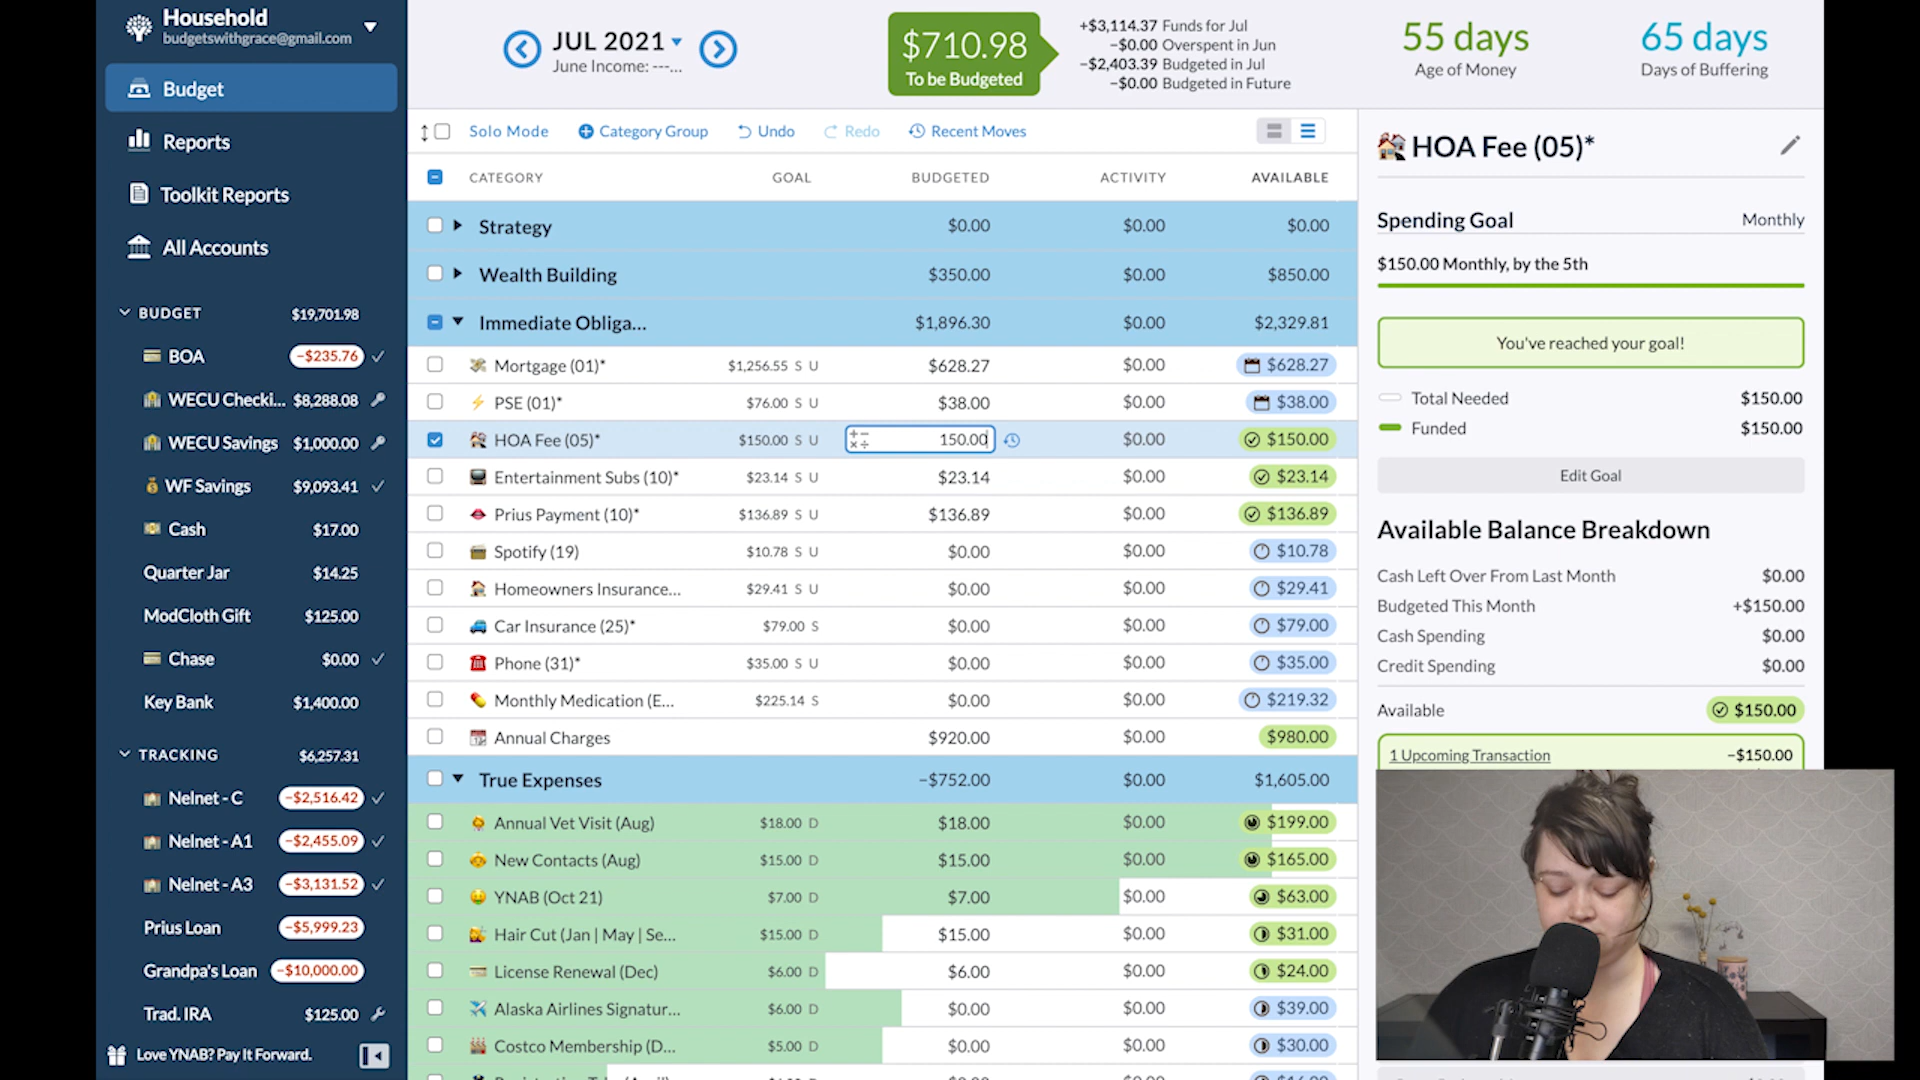 Household
budgetswithgrace@gmail.com
Budget
Reports
Toolkit Reports
All Accounts
BUDGET $19,701.98
BOA −$235.76
WECU Checki... $8,288.08
WECU Savings $1,000.00
WF Savings $9,093.41
Cash $17.00
Quarter Jar $14.25
ModCloth Gift $125.00
Chase $0.00
Key Bank $1,400.00
TRACKING $6,257.31
Nelnet - C −$2,516.42
Nelnet - A1 −$2,455.09
Nelnet - A3 −$3,131.52
Prius Loan −$5,999.23
Grandpa's Loan −$10,000.00
Trad. IRA $125.00
Love YNAB? Pay It Forward.
JUL 2021
June Income: ---...
$710.98
To be Budgeted
+$3,114.37 Funds for Jul
−$0.00 Overspent in Jun
−$2,403.39 Budgeted in Jul
−$0.00 Budgeted in Future
55 days
Age of Money
65 days
Days of Buffering
Solo Mode Category Group Undo Redo Recent Moves
CATEGORY GOAL BUDGETED ACTIVITY AVAILABLE
Strategy $0.00 $0.00 $0.00
Wealth Building $350.00 $0.00 $850.00
Immediate Obliga... $1,896.30 $0.00 $2,329.81
Mortgage (01)* $1,256.55 S U $628.27 $0.00 $628.27
PSE (01)* $76.00 S U $38.00 $0.00 $38.00
HOA Fee (05)* $150.00 S U 150.00 $0.00 $150.00
Entertainment Subs (10)* $23.14 S U $23.14 $0.00 $23.14
Prius Payment (10)* $136.89 S U $136.89 $0.00 $136.89
Spotify (19) $10.78 S U $0.00 $0.00 $10.78
Homeowners Insurance... $29.41 S U $0.00 $0.00 $29.41
Car Insurance (25)* $79.00 S $0.00 $0.00 $79.00
Phone (31)* $35.00 S U $0.00 $0.00 $35.00
Monthly Medication (E... $225.14 S $0.00 $0.00 $219.32
Annual Charges $920.00 $0.00 $980.00
True Expenses −$752.00 $0.00 $1,605.00
Annual Vet Visit (Aug) $18.00 D $18.00 $0.00 $199.00
New Contacts (Aug) $15.00 D $15.00 $0.00 $165.00
YNAB (Oct 21) $7.00 D $7.00 $0.00 $63.00
Hair Cut (Jan | May | Se... $15.00 D $15.00 $0.00 $31.00
License Renewal (Dec) $6.00 D $6.00 $0.00 $24.00
Alaska Airlines Signatur... $6.00 D $0.00 $0.00 $39.00
Costco Membership (D... $5.00 D $0.00 $0.00 $30.00
HOA Fee (05)*
Spending Goal Monthly
$150.00 Monthly, by the 5th
You've reached your goal!
Total Needed $150.00
Funded $150.00
Edit Goal
Available Balance Breakdown
Cash Left Over From Last Month $0.00
Budgeted This Month +$150.00
Cash Spending $0.00
Credit Spending $0.00
Available $150.00
1 Upcoming Transaction −$150.00